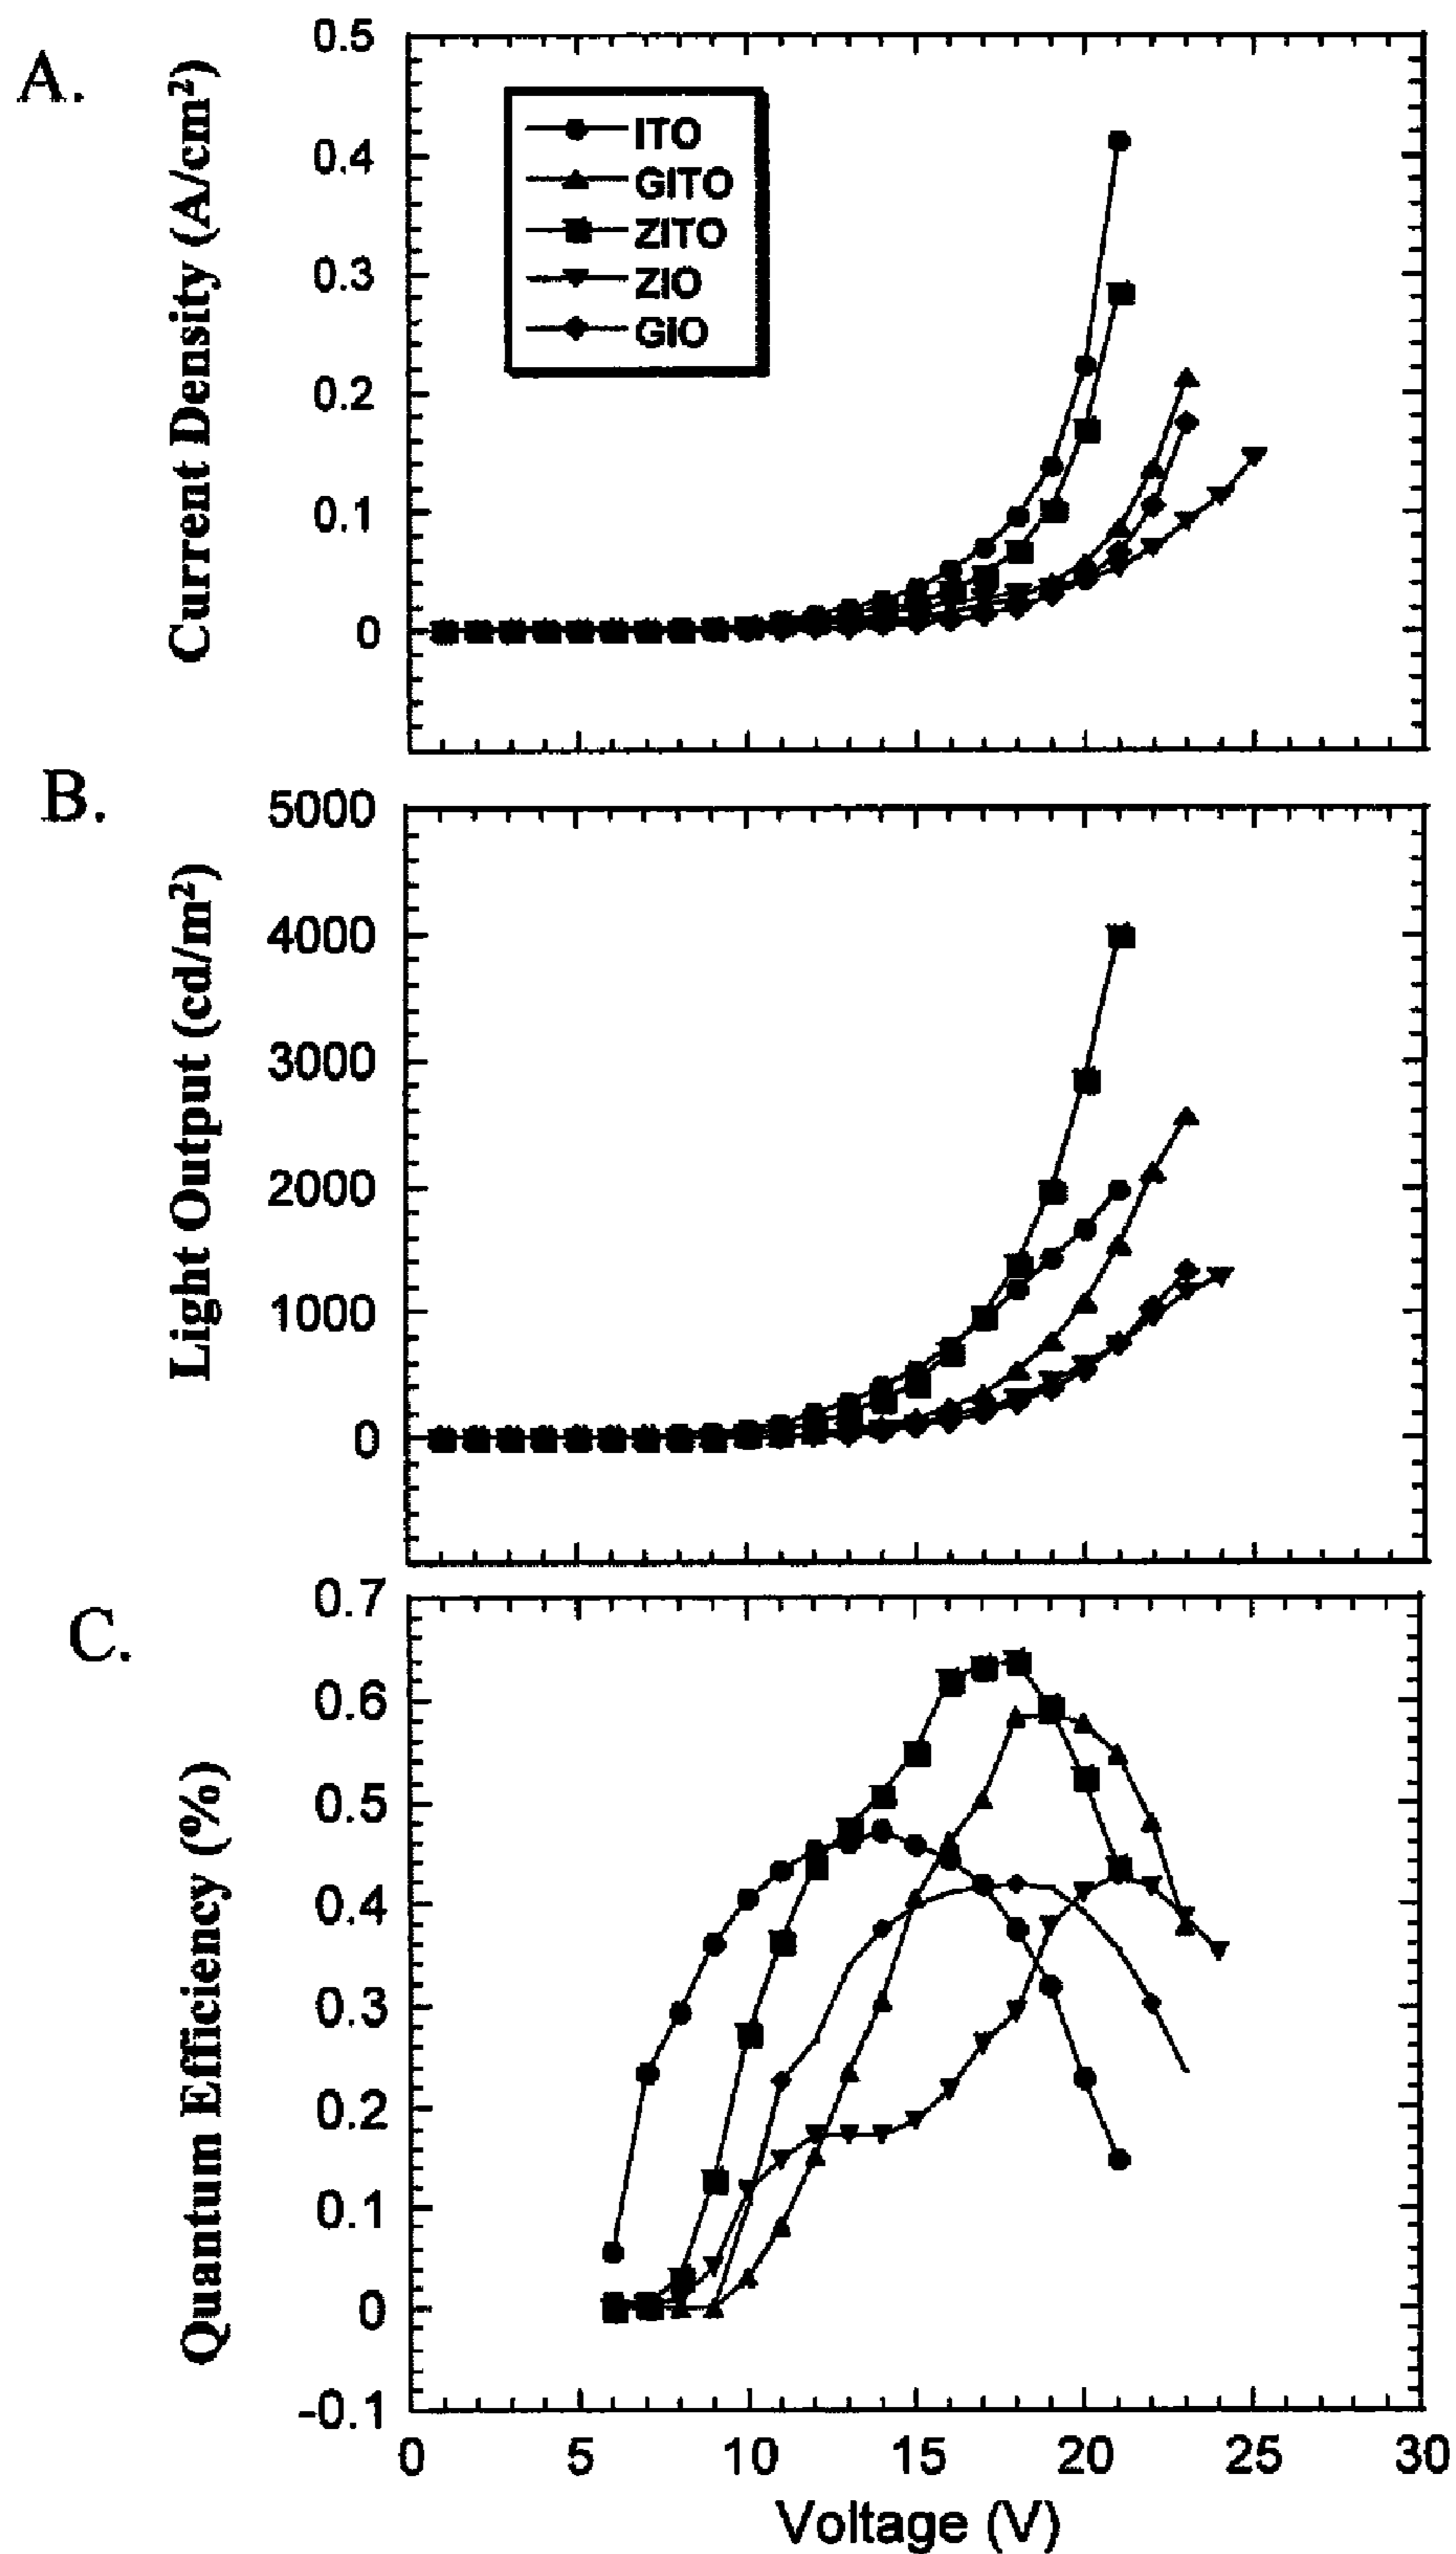 A.
Current Density (A/cm²)
0.5
0.4
0.3
0.2
0.1
0
ITO
GITO
ZITO
ZIO
GIO
B.
Light Output (cd/m²)
5000
4000
3000
2000
1000
0
C.
Quantum Efficiency (%)
0.7
0.6
0.5
0.4
0.3
0.2
0.1
0
-0.1
0 5 10 15 20 25 30
Voltage (V)